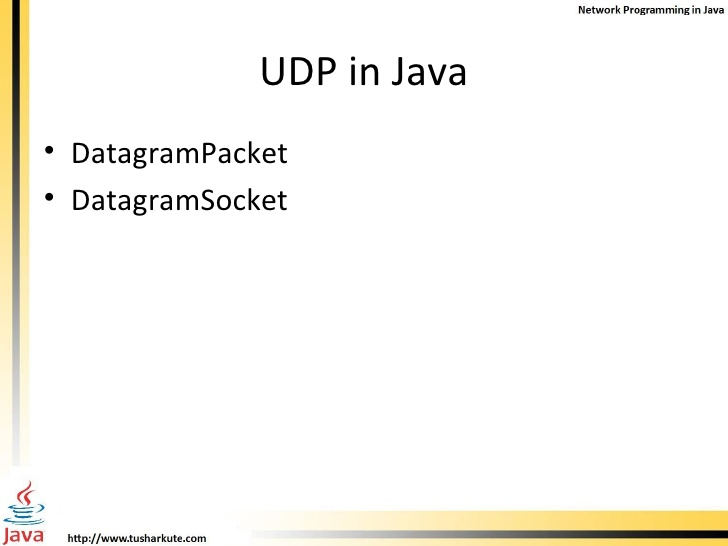 Network Programming in Java
UDP in Java
• DatagramPacket
• DatagramSocket
Java
http://www.tusharkute.com